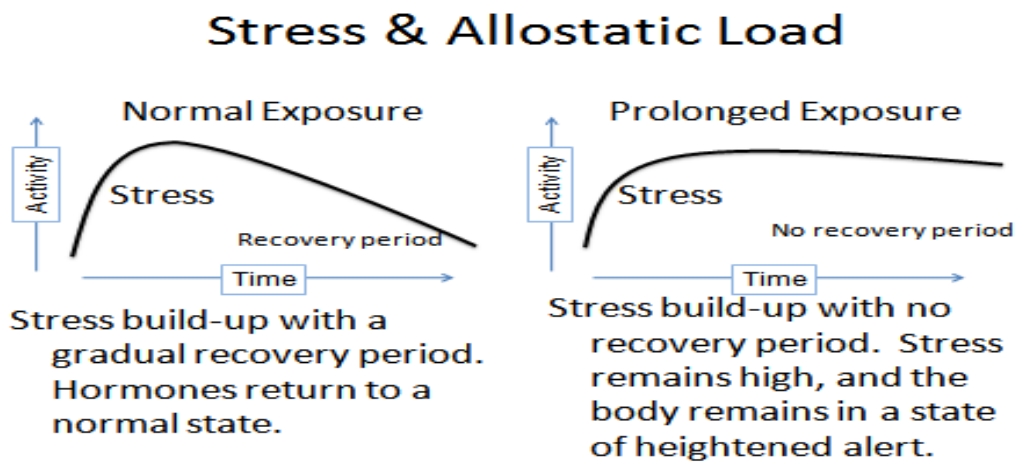 Stress & Allostatic Load
Normal Exposure
Activity
Stress
Recovery period
Time
Stress build-up with a
gradual recovery period.
Hormones return to a
normal state.
Prolonged Exposure
Activity
Stress
No recovery period
Time
Stress build-up with no
recovery period. Stress
remains high, and the
body remains in a state
of heightened alert.